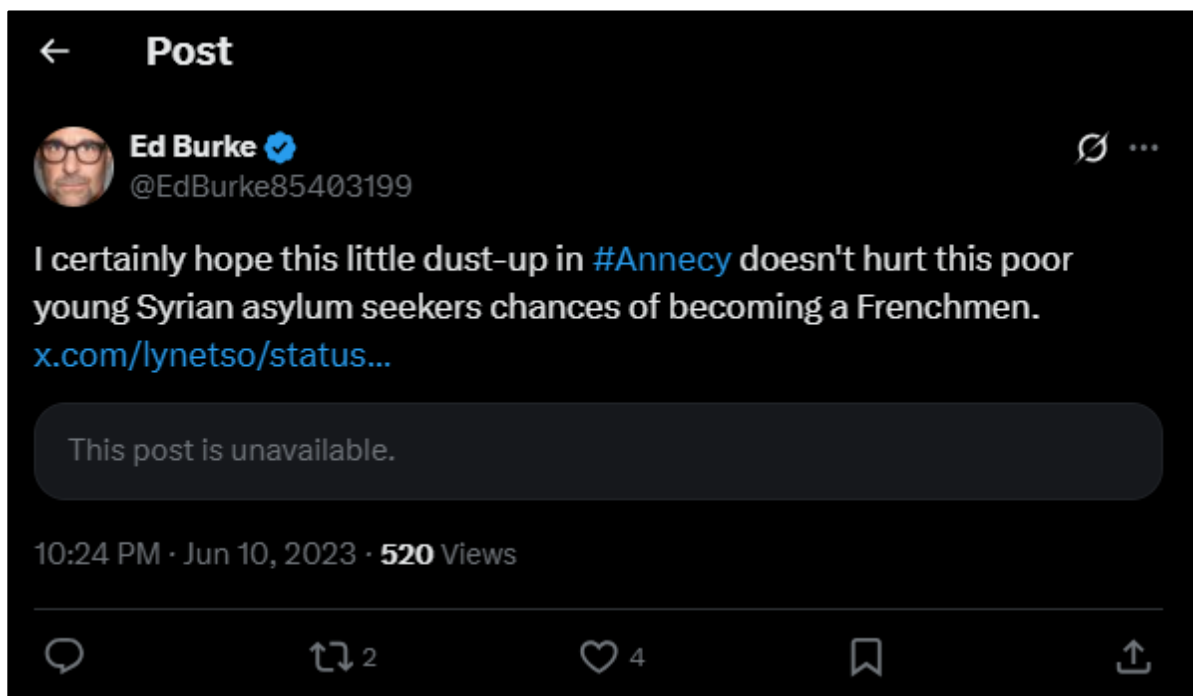 Post
Ed Burke
@EdBurke85403199
I certainly hope this little dust-up in #Annecy doesn't hurt this poor
young Syrian asylum seekers chances of becoming a Frenchmen.
x.com/lynetso/status...
This post is unavailable.
10:24 PM · Jun 10, 2023 · 520 Views
2 4